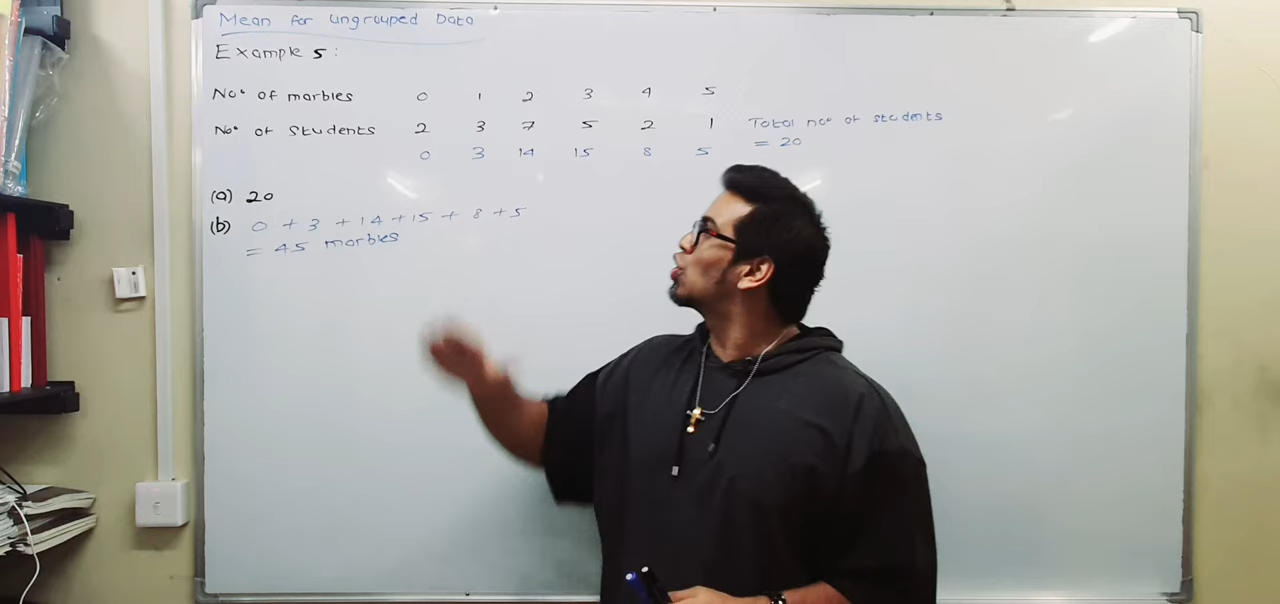 Mean for ungrouped Data
Example 5:
No° of marbles 0 1 2 3 4 5
No° of Students 2 3 7 5 2 1 Total no° of students
= 20
0 3 14 15 8 5
(a) 20
(b) 0 + 3 + 14 + 15 + 8 + 5
= 45 marbles